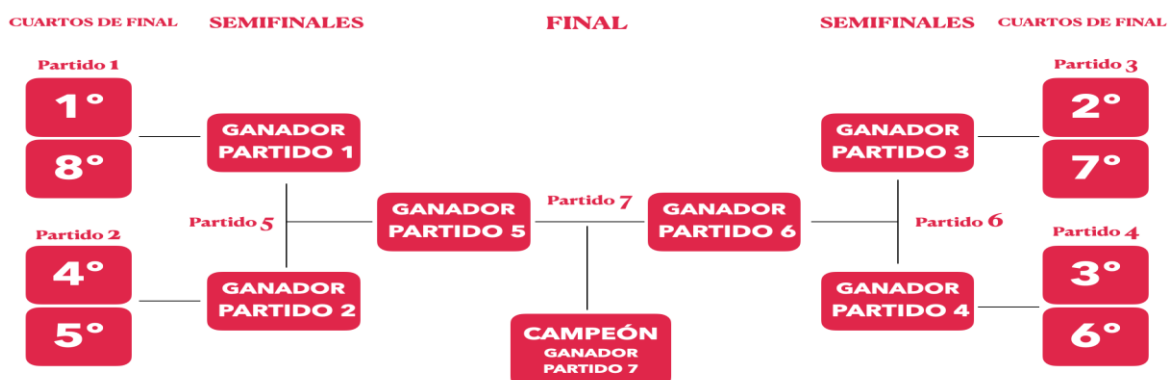 CUARTOS DE FINAL
SEMIFINALES
FINAL
SEMIFINALES
CUARTOS DE FINAL
Partido 1
1°
8°
Partido 2
4°
5°
GANADOR
PARTIDO 1
Partido 5
GANADOR
PARTIDO 2
GANADOR
PARTIDO 5
Partido 7
GANADOR
PARTIDO 6
CAMPEÓN
GANADOR
PARTIDO 7
GANADOR
PARTIDO 3
Partido 6
GANADOR
PARTIDO 4
Partido 3
2°
7°
Partido 4
3°
6°